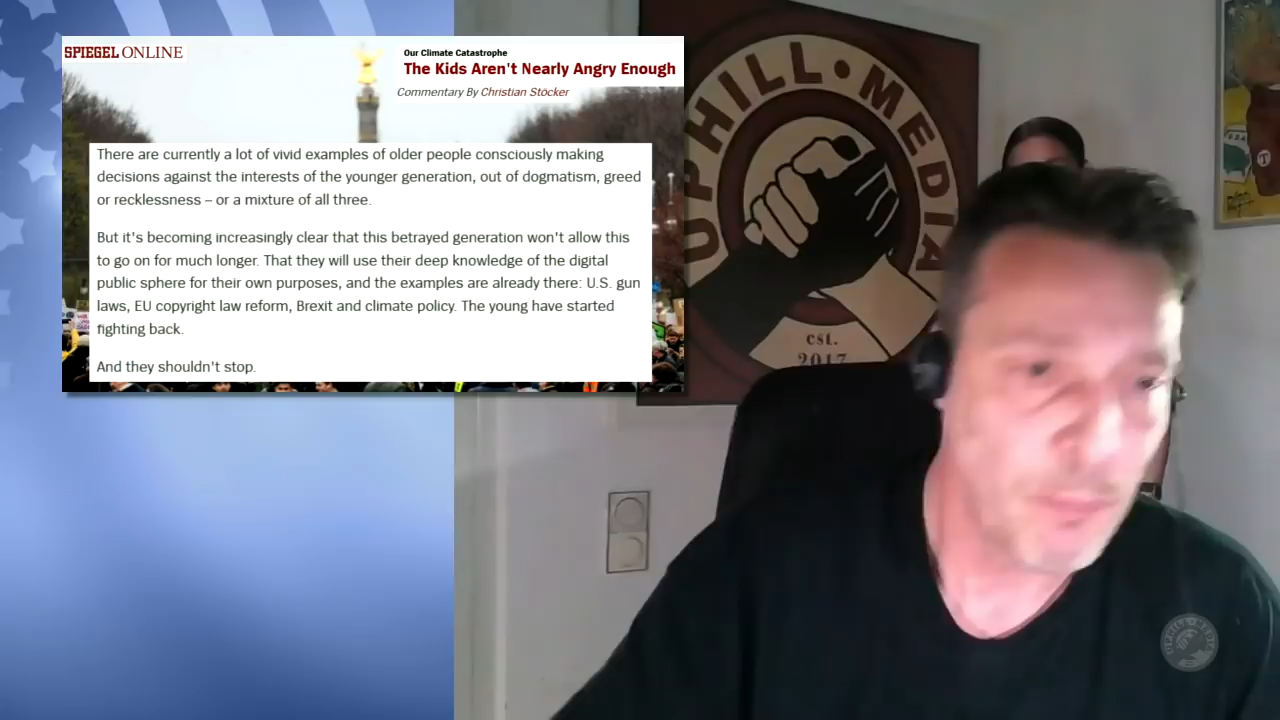 SPIEGEL ONLINE
Our Climate Catastrophe
The Kids Aren't Nearly Angry Enough
Commentary By Christian Stöcker
There are currently a lot of vivid examples of older people consciously making
decisions against the interests of the younger generation, out of dogmatism, greed
or recklessness – or a mixture of all three.
But it's becoming increasingly clear that this betrayed generation won't allow this
to go on for much longer. That they will use their deep knowledge of the digital
public sphere for their own purposes, and the examples are already there: U.S. gun
laws, EU copyright law reform, Brexit and climate policy. The young have started
fighting back.
And they shouldn't stop.
UPHILL • MEDIA
est.
2017